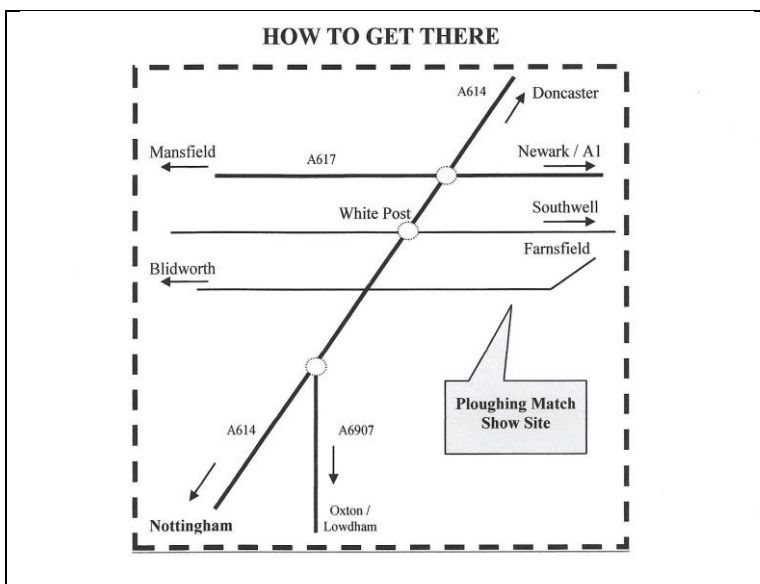 HOW TO GET THERE
A614
Doncaster
Mansfield
A617
Newark / A1
White Post
Southwell
Farnsfield
Blidworth
Ploughing Match
Show Site
A614
A6907
Nottingham
Oxton /
Lowdham